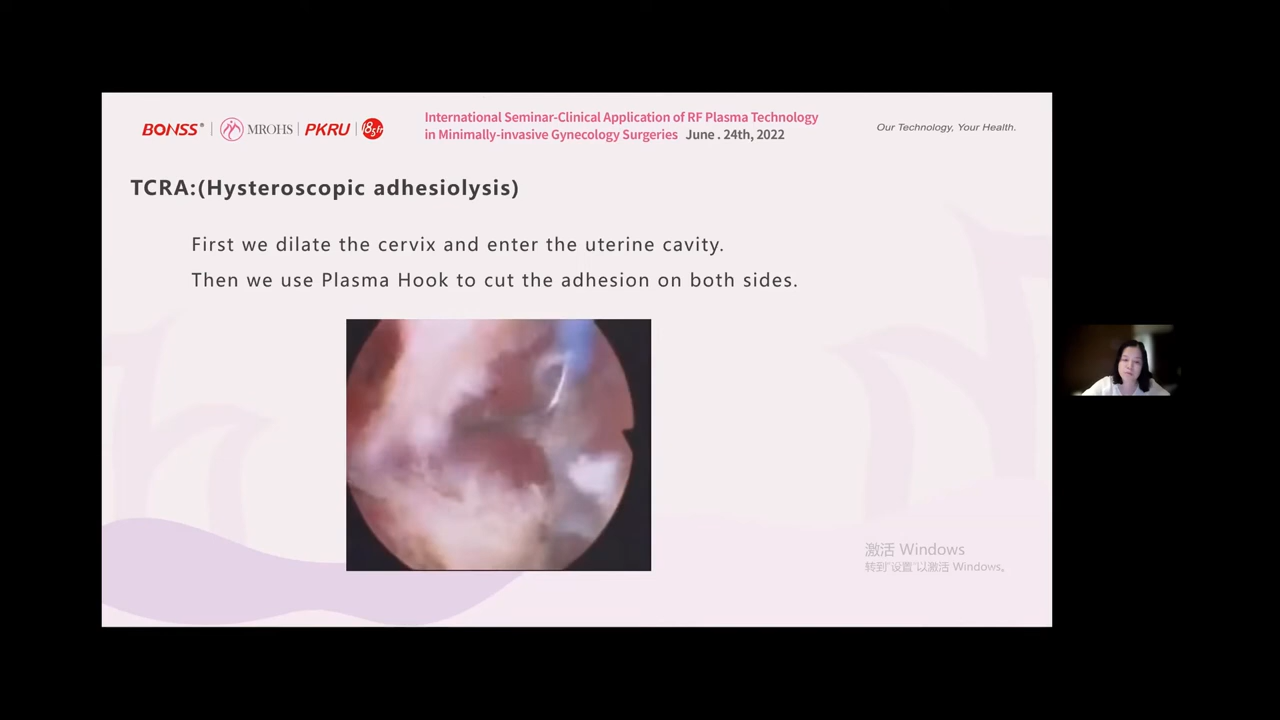 BONSS® | MROHS | PKRU | 185fr
International Seminar-Clinical Application of RF Plasma Technology
in Minimally-invasive Gynecology Surgeries June . 24th, 2022
Our Technology, Your Health.
TCRA:(Hysteroscopic adhesiolysis)
First we dilate the cervix and enter the uterine cavity.
Then we use Plasma Hook to cut the adhesion on both sides.
激活 Windows
转到"设置"以激活 Windows。